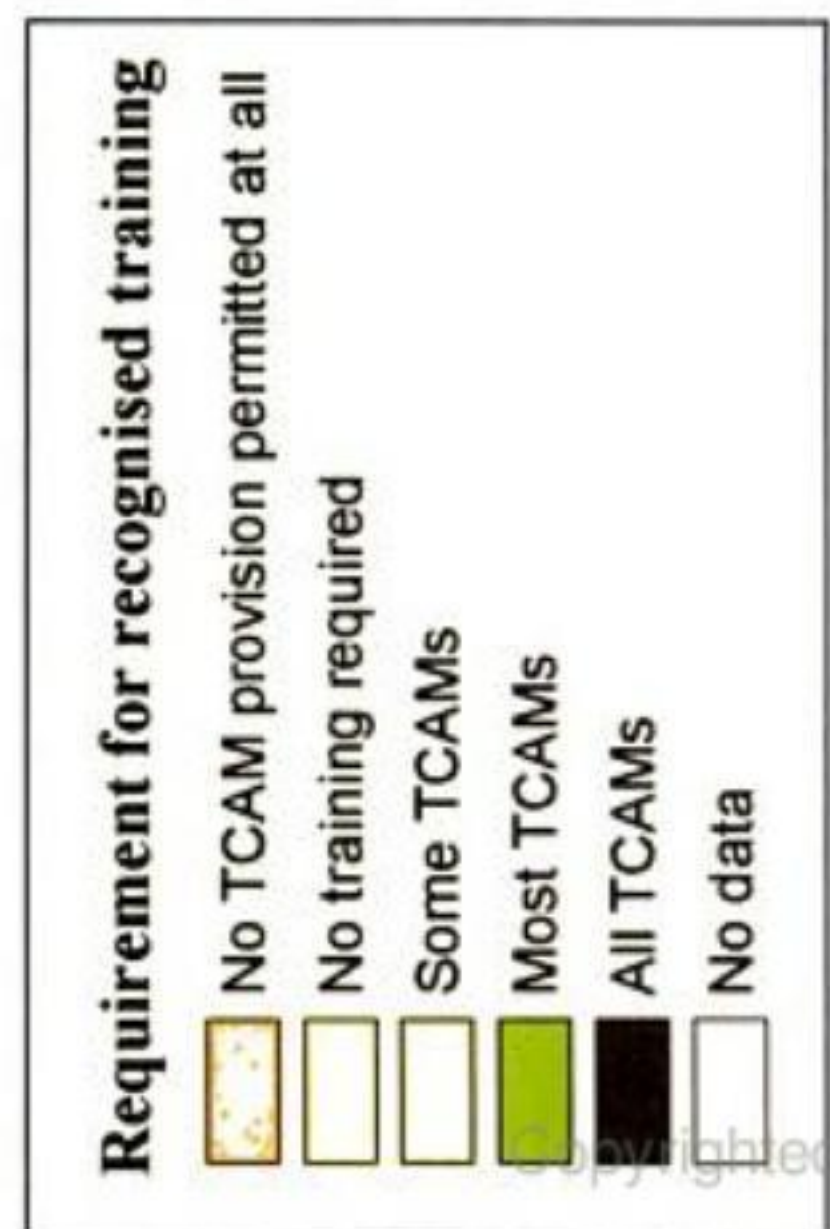 Requirement for recognised training
No TCAM provision permitted at all
No training required
Some TCAMs
Most TCAMs
All TCAMs
No data
Copyrighted